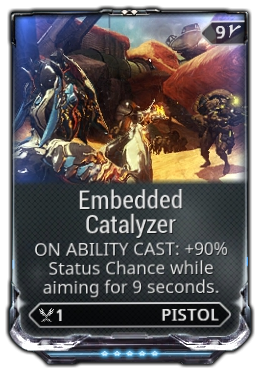 9
Embedded
Catalyzer
ON ABILITY CAST: +90%
Status Chance while
aiming for 9 seconds.
1 PISTOL